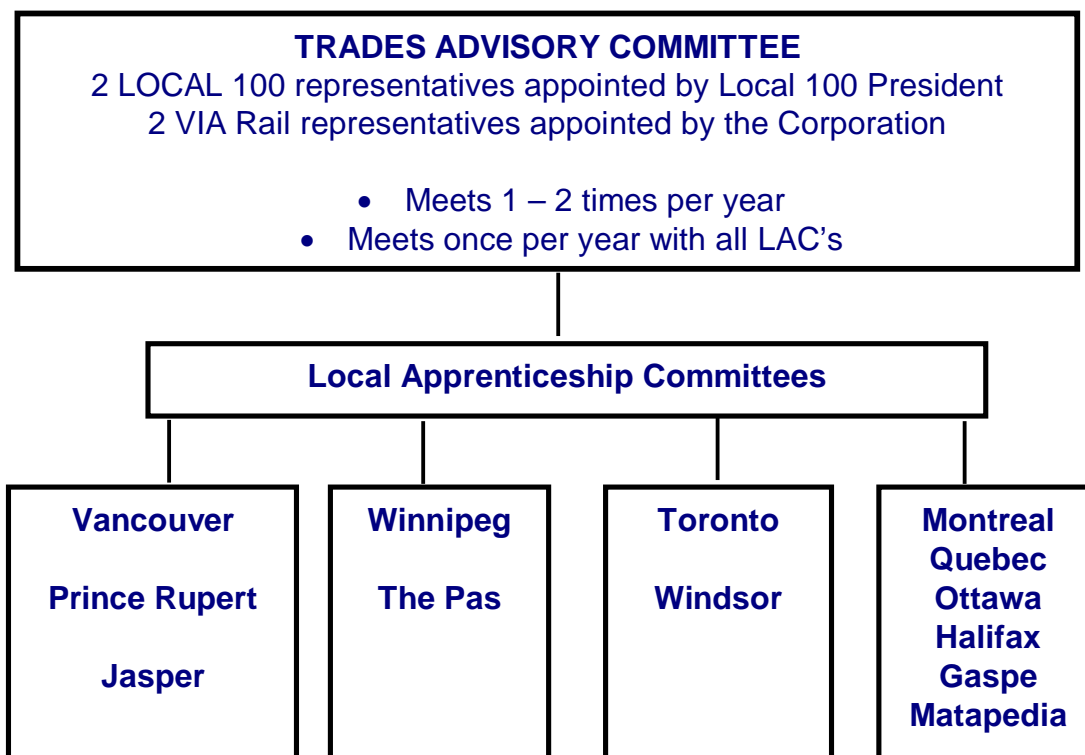 TRADES ADVISORY COMMITTEE
2 LOCAL 100 representatives appointed by Local 100 President
2 VIA Rail representatives appointed by the Corporation
• Meets 1 – 2 times per year
• Meets once per year with all LAC’s
Local Apprenticeship Committees
Vancouver
Prince Rupert
Jasper
Winnipeg
The Pas
Toronto
Windsor
Montreal
Quebec
Ottawa
Halifax
Gaspe
Matapedia